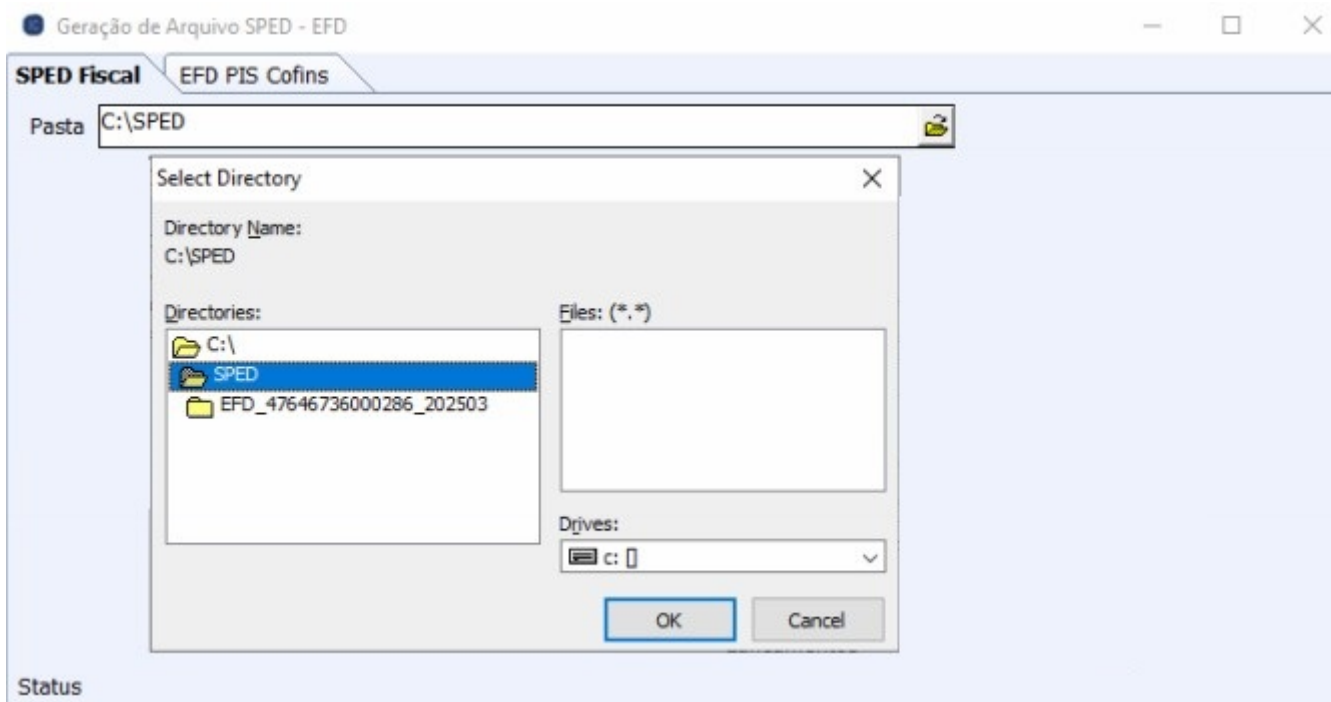 Geração de Arquivo SPED - EFD
SPED Fiscal EFD PIS Cofins
Pasta C:\SPED
Select Directory
Directory Name:
C:\SPED
Directories:
Files: (*.*)
C:\
SPED
EFD_47646736000286_202503
Drives:
c: []
OK Cancel
Status